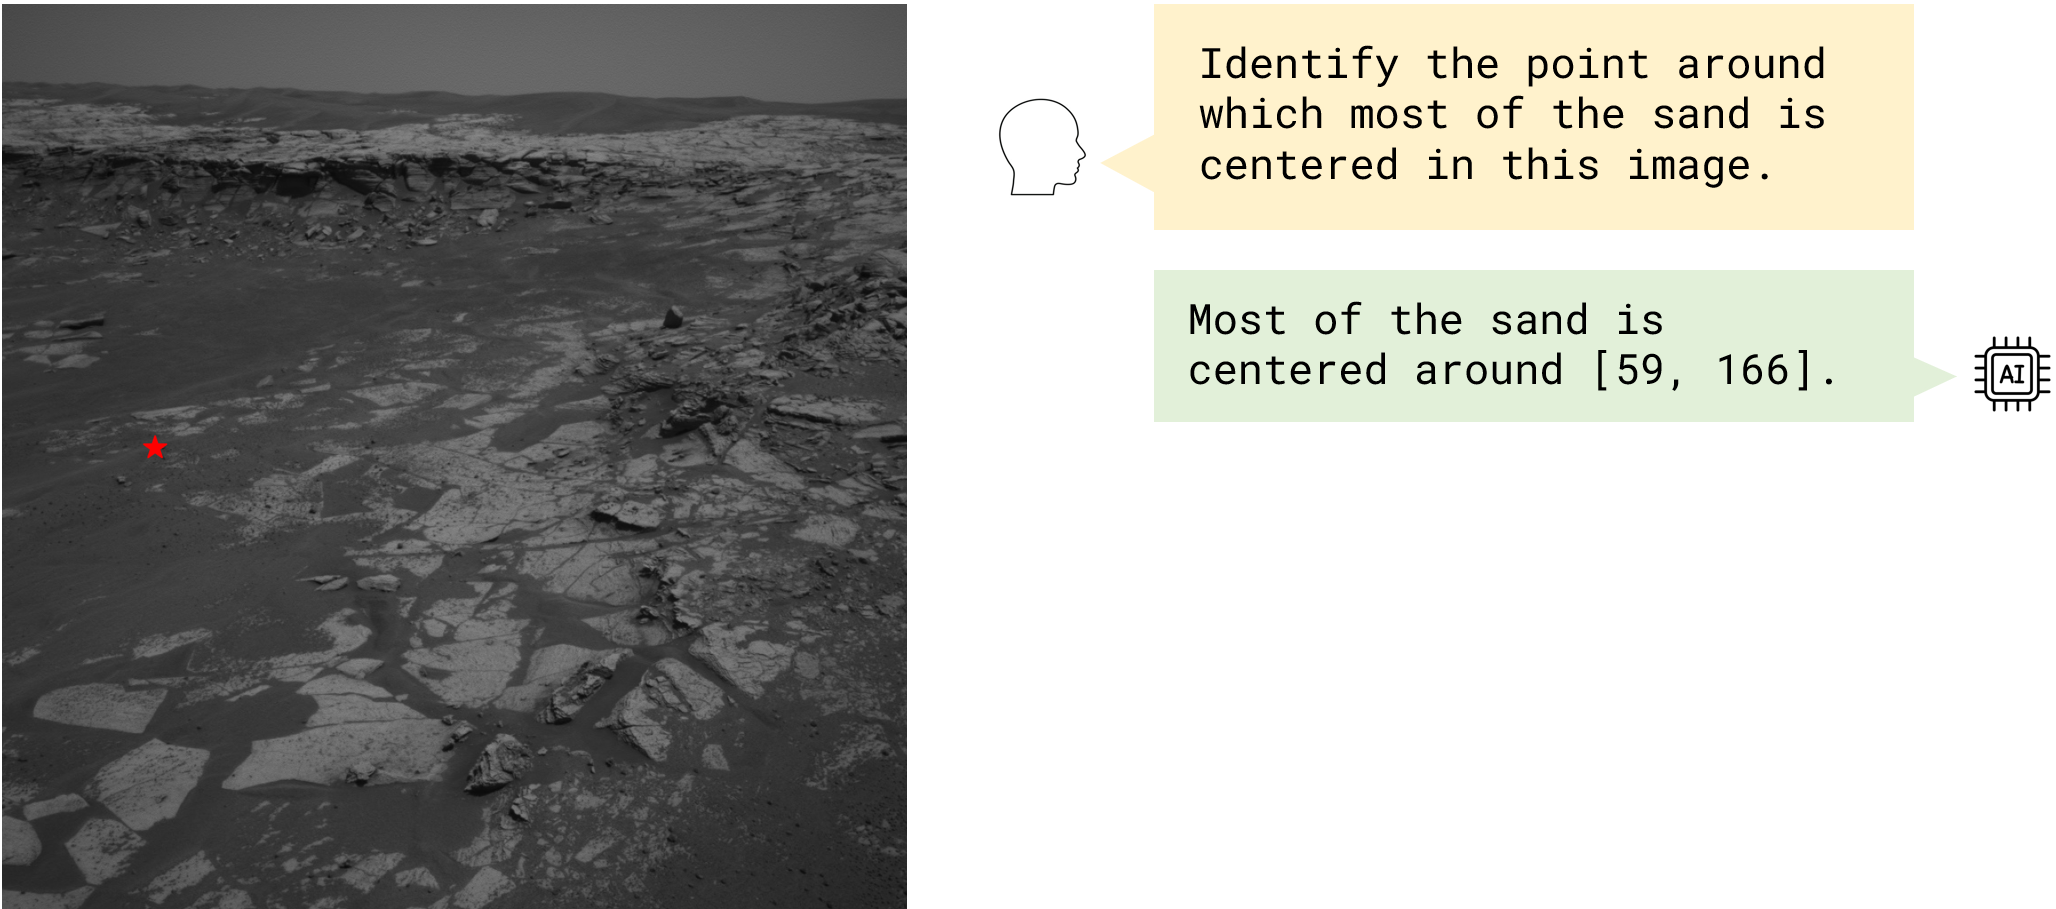 Identify the point around
which most of the sand is
centered in this image.
Most of the sand is
centered around [59, 166].
AI